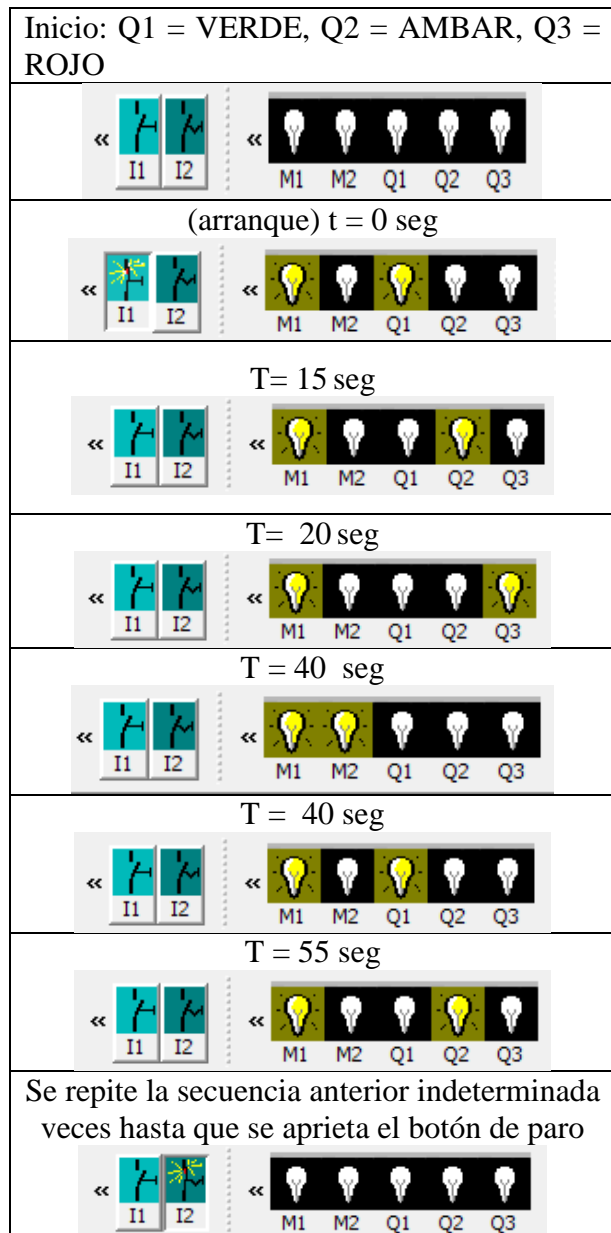 Inicio: Q1 = VERDE, Q2 = AMBAR, Q3 =
ROJO
« I1 I2 « M1 M2 Q1 Q2 Q3
(arranque) t = 0 seg
« I1 I2 « M1 M2 Q1 Q2 Q3
T= 15 seg
« I1 I2 « M1 M2 Q1 Q2 Q3
T= 20 seg
« I1 I2 « M1 M2 Q1 Q2 Q3
T = 40 seg
« I1 I2 « M1 M2 Q1 Q2 Q3
T = 40 seg
« I1 I2 « M1 M2 Q1 Q2 Q3
T = 55 seg
« I1 I2 « M1 M2 Q1 Q2 Q3
Se repite la secuencia anterior indeterminada
veces hasta que se aprieta el botón de paro
« I1 I2 « M1 M2 Q1 Q2 Q3